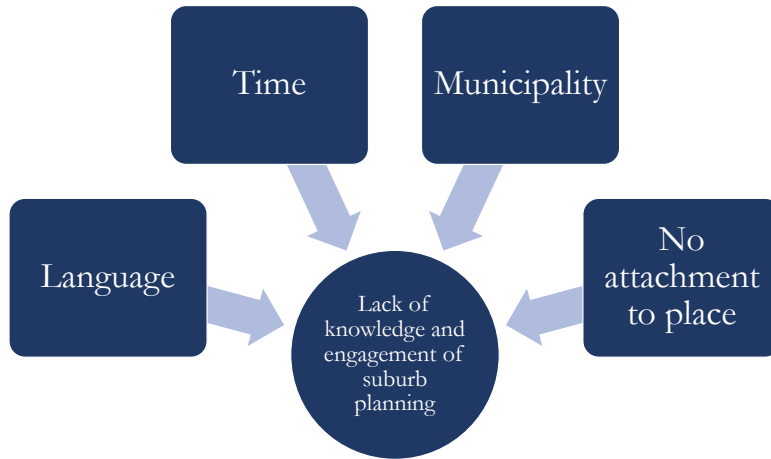 Time
Municipality
Language
No
attachment
to place
Lack of
knowledge and
engagement of
suburb
planning